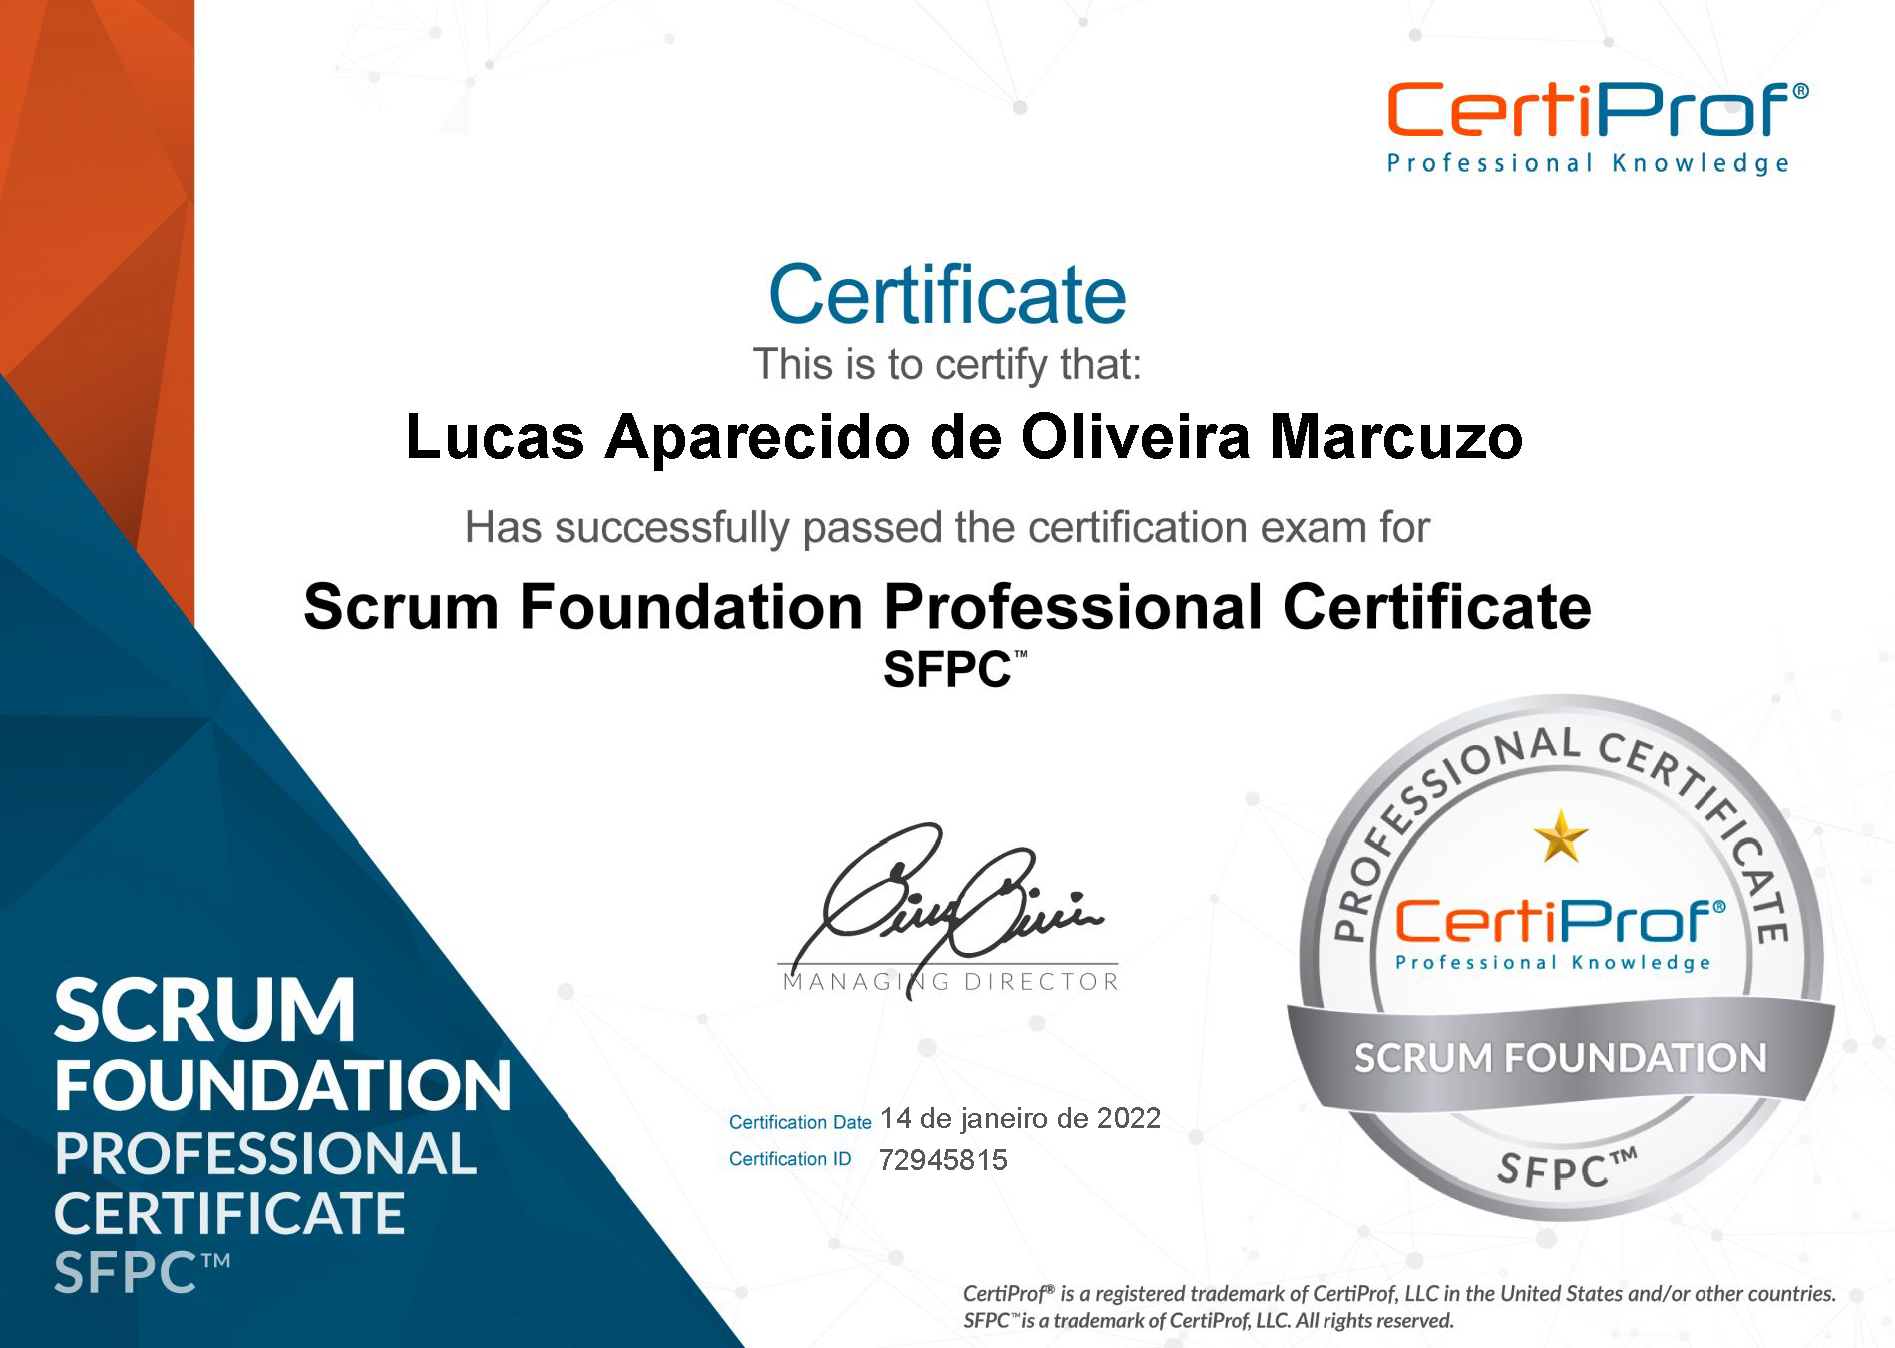 CertiProf®
Professional Knowledge
Certificate
This is to certify that:
Lucas Aparecido de Oliveira Marcuzo
Has successfully passed the certification exam for
Scrum Foundation Professional Certificate
SFPC™
MANAGING DIRECTOR
Certification Date 14 de janeiro de 2022
Certification ID 72945815
SCRUM
FOUNDATION
PROFESSIONAL
CERTIFICATE
SFPC™
PROFESSIONAL CERTIFICATE
CertiProf®
Professional Knowledge
SCRUM FOUNDATION
SFPC™
CertiProf® is a registered trademark of CertiProf, LLC in the United States and/or other countries.
SFPC™ is a trademark of CertiProf, LLC. All rights reserved.